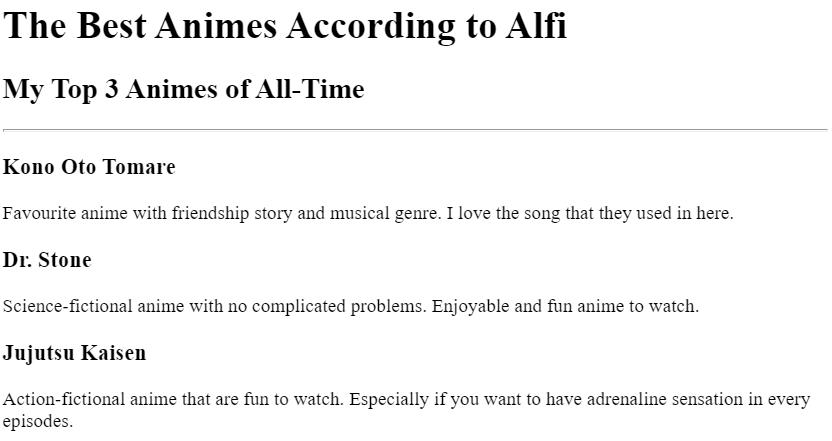 The Best Animes According to Alfi
My Top 3 Animes of All-Time
Kono Oto Tomare
Favourite anime with friendship story and musical genre. I love the song that they used in here.
Dr. Stone
Science-fictional anime with no complicated problems. Enjoyable and fun anime to watch.
Jujutsu Kaisen
Action-fictional anime that are fun to watch. Especially if you want to have adrenaline sensation in every
episodes.